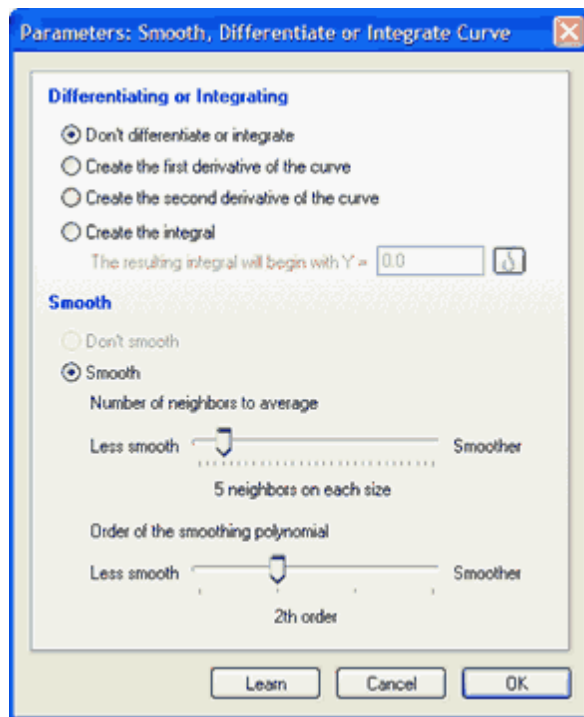 Parameters: Smooth, Differentiate or Integrate Curve
Differentiating or Integrating
Don't differentiate or integrate
Create the first derivative of the curve
Create the second derivative of the curve
Create the integral
The resulting integral will begin with Y = 0.0
Smooth
Don't smooth
Smooth
Number of neighbors to average
Less smooth Smoother
5 neighbors on each size
Order of the smoothing polynomial
Less smooth Smoother
2th order
Learn Cancel OK